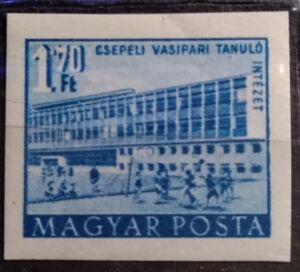 1.70 Ft
CSEPELI VASIPARI TANULÓ
INTÉZET
MAGYAR POSTA